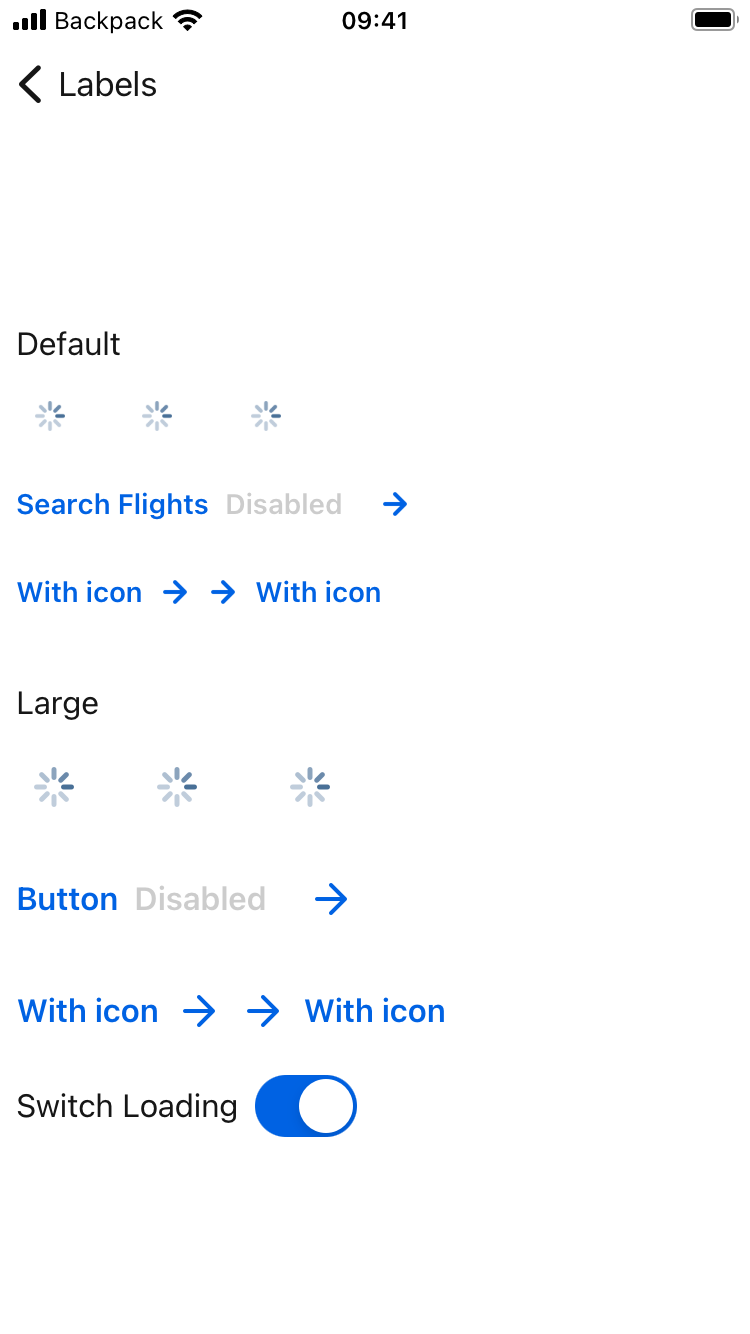 Backpack 09:41
Labels
Default
Search Flights Disabled
With icon With icon
Large
Button Disabled
With icon With icon
Switch Loading